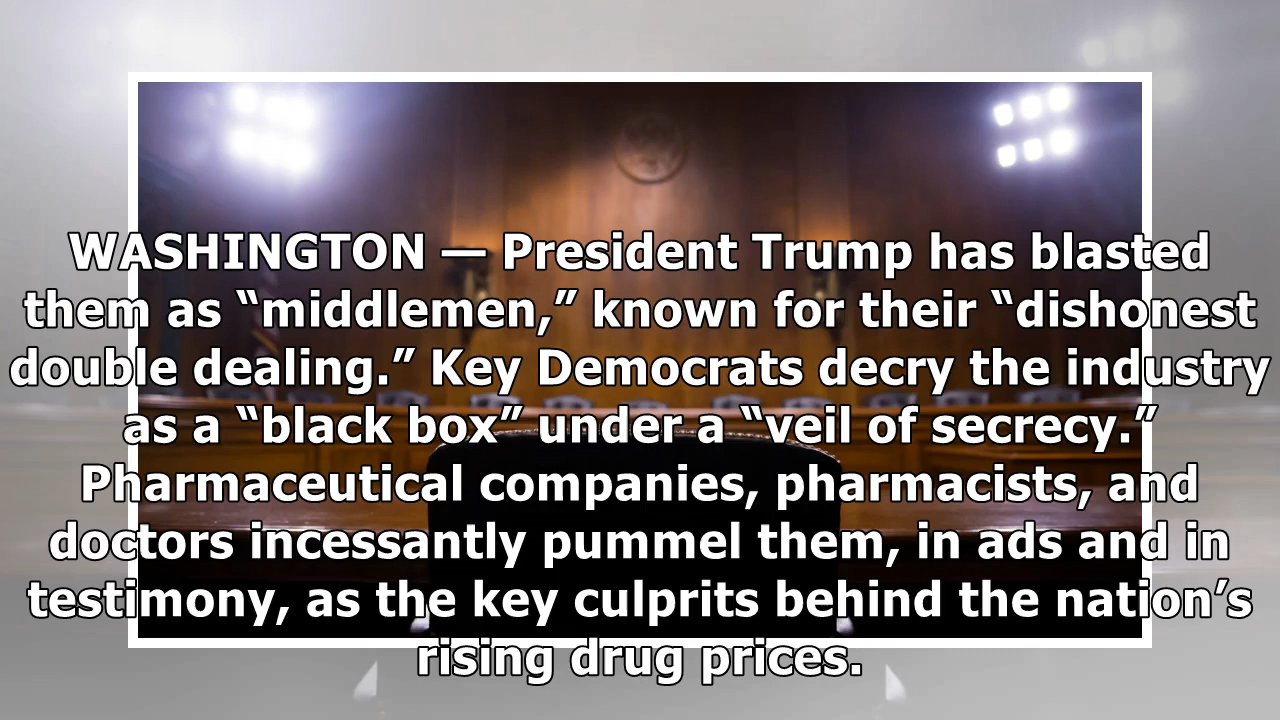 WASHINGTON — President Trump has blasted
them as “middlemen,” known for their “dishonest
double dealing.” Key Democrats decry the industry
as a “black box” under a “veil of secrecy.”
Pharmaceutical companies, pharmacists, and
doctors incessantly pummel them, in ads and in
testimony, as the key culprits behind the nation’s
rising drug prices.